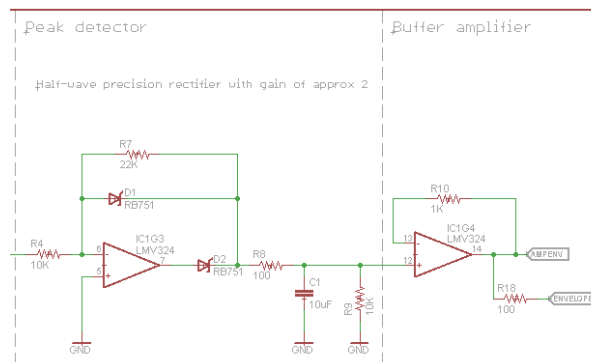 Peak detector
Buffer amplifier
Half-wave precision rectifier with gain of approx 2
R7
22K
D1
RB751
R10
1K
IC1G3
LMV324
IC1G4
LMV324
R4
10K
6
5
7
D2
RB751
R8
100
13
12
14
AMPENV
C1
10uF
R9
10K
R18
100
ENVELOPE
GND
GND
GND